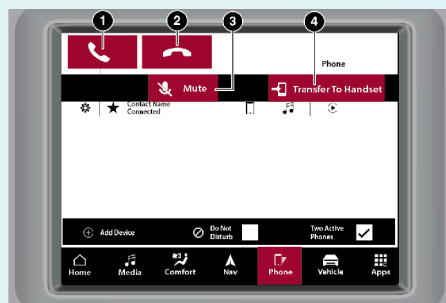 1 2 3 4
Phone
Mute Transfer To Handset
Contact Name
Connected
Add Device Do Not Disturb Two Active Phones
Home Media Comfort Nav Phone Vehicle Apps